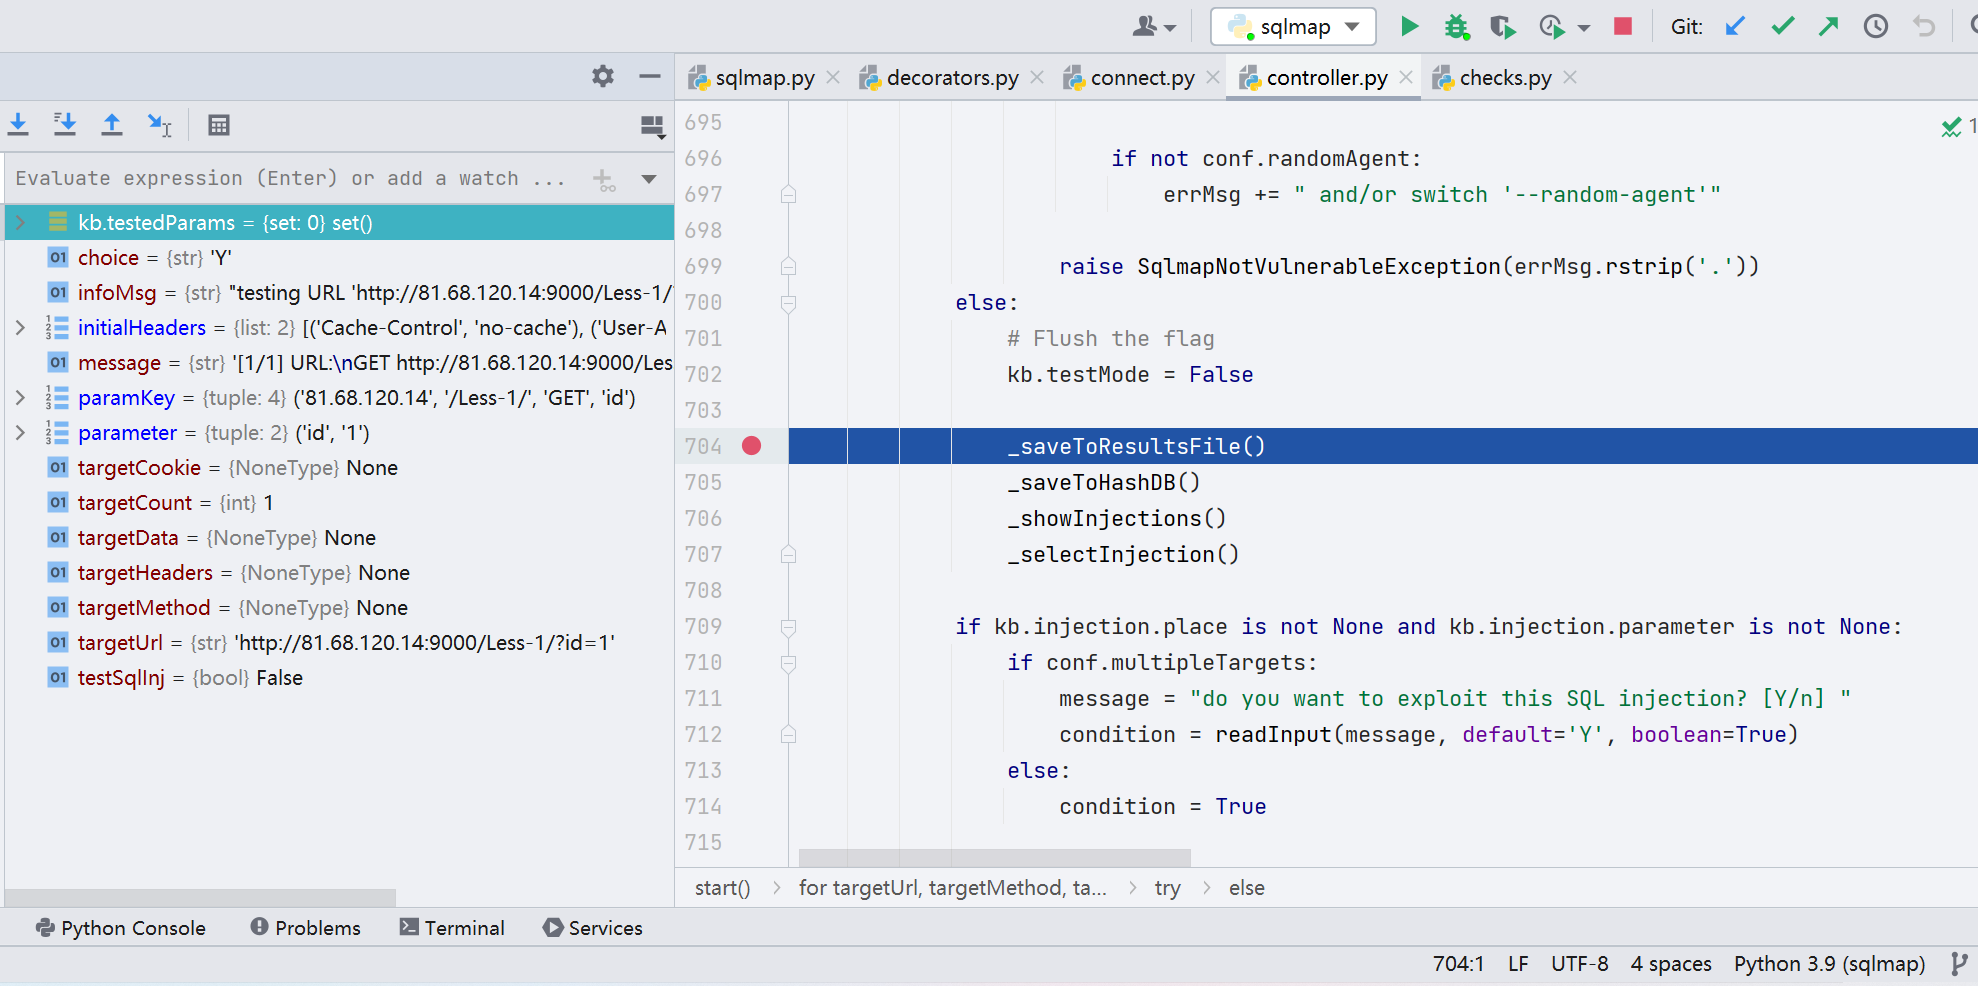 sqlmap
Git:
sqlmap.py
decorators.py
connect.py
controller.py
checks.py
Evaluate expression (Enter) or add a watch ...
kb.testedParams = {set: 0} set()
choice = {str} 'Y'
infoMsg = {str} "testing URL 'http://81.68.120.14:9000/Less-1/
initialHeaders = {list: 2} [('Cache-Control', 'no-cache'), ('User-A
message = {str} '[1/1] URL:\nGET http://81.68.120.14:9000/Les
paramKey = {tuple: 4} ('81.68.120.14', '/Less-1/', 'GET', 'id')
parameter = {tuple: 2} ('id', '1')
targetCookie = {NoneType} None
targetCount = {int} 1
targetData = {NoneType} None
targetHeaders = {NoneType} None
targetMethod = {NoneType} None
targetUrl = {str} 'http://81.68.120.14:9000/Less-1/?id=1'
testSqlInj = {bool} False
695
696 if not conf.randomAgent:
697 errMsg += " and/or switch '--random-agent'"
698
699 raise SqlmapNotVulnerableException(errMsg.rstrip('.'))
700 else:
701 # Flush the flag
702 kb.testMode = False
703
704 _saveToResultsFile()
705 _saveToHashDB()
706 _showInjections()
707 _selectInjection()
708
709 if kb.injection.place is not None and kb.injection.parameter is not None:
710 if conf.multipleTargets:
711 message = "do you want to exploit this SQL injection? [Y/n] "
712 condition = readInput(message, default='Y', boolean=True)
713 else:
714 condition = True
715
1
start() > for targetUrl, targetMethod, ta... > try > else
Python Console
Problems
Terminal
Services
704:1 LF UTF-8 4 spaces Python 3.9 (sqlmap)